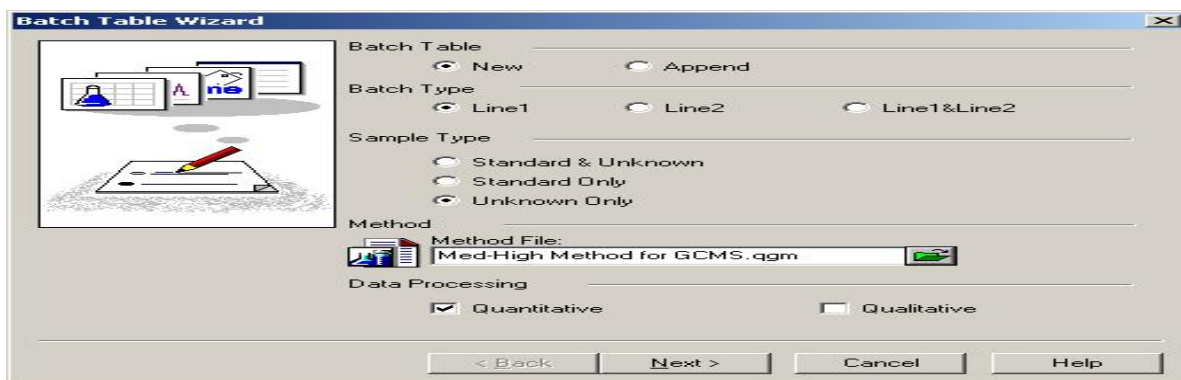 Batch Table Wizard
Batch Table
New Append
Batch Type
Line1 Line2 Line1&Line2
Sample Type
Standard & Unknown
Standard Only
Unknown Only
Method
Method File:
Med-High Method for GCMS.qgm
Data Processing
Quantitative Qualitative
< Back Next > Cancel Help